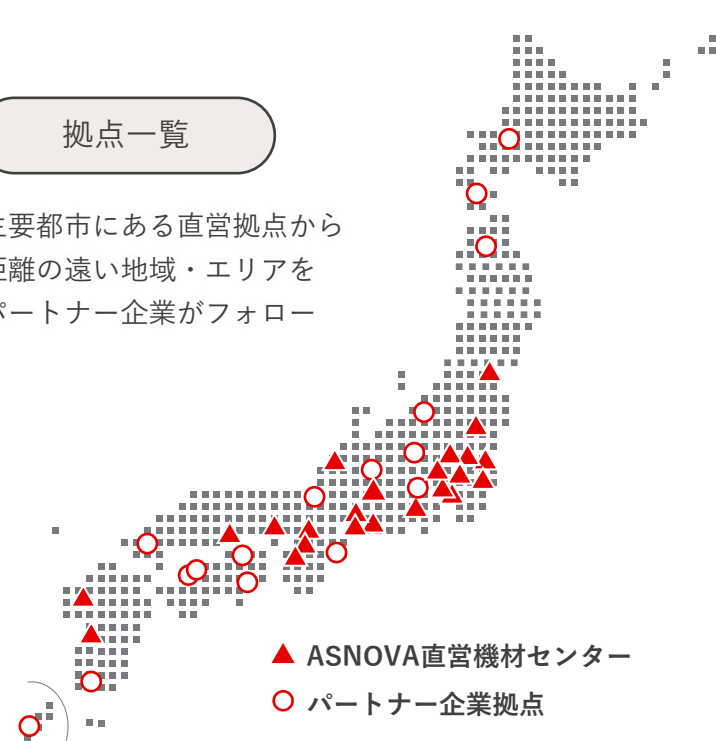 拠点一覧
主要都市にある直営拠点から
距離の遠い地域・エリアを
パートナー企業がフォロー
ASNOVA直営機材センター
パートナー企業拠点